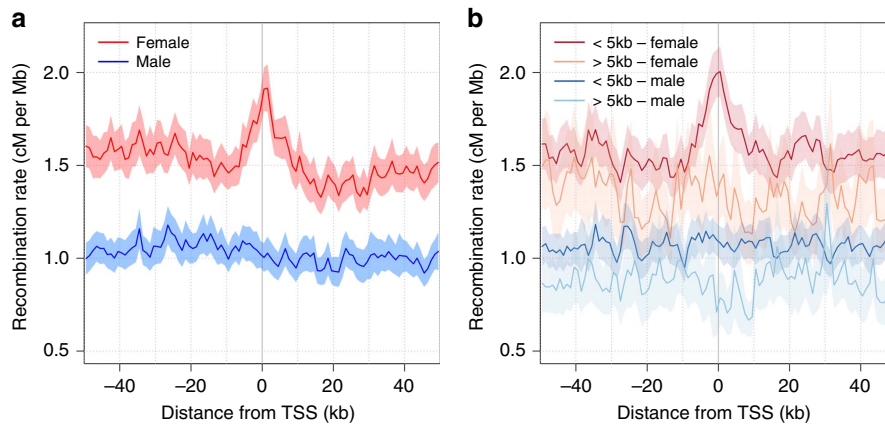 a
Female
Male
Recombination rate (cM per Mb)
2.0
1.5
1.0
0.5
–40
–20
0
20
40
Distance from TSS (kb)
b
< 5kb – female
> 5kb – female
< 5kb – male
> 5kb – male
Recombination rate (cM per Mb)
2.0
1.5
1.0
0.5
–40
–20
0
20
40
Distance from TSS (kb)